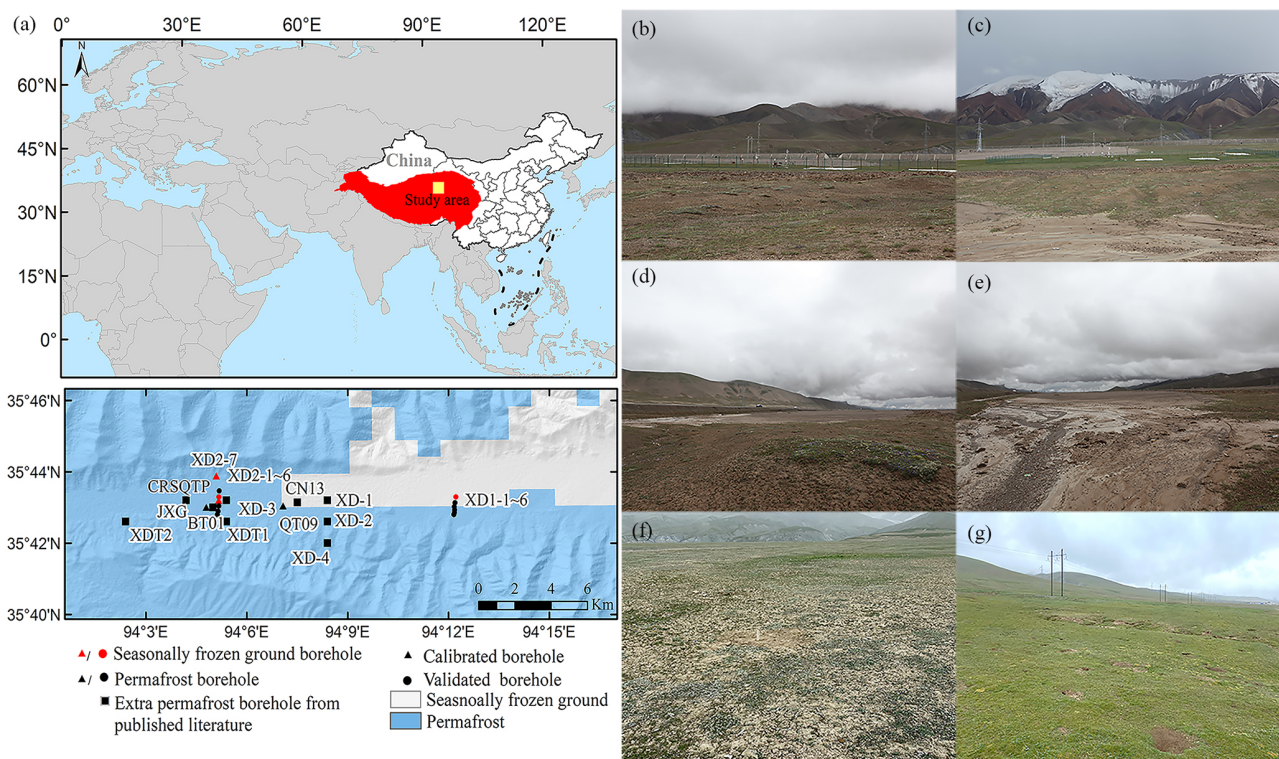 (a)
0° 30°E 60°E 90°E 120°E
N
60°N
45°N
30°N
15°N
0°
China
Study area
35°46'N
35°44'N
35°42'N
35°40'N
XD2-7
XD2-1~6
CRSQTP
CN13
XD-1
XD1-1~6
JXG
XD-3
BT01
QT09
XD-2
XDT2
XDT1
XD-4
0 2 4 6
Km
94°3'E 94°6'E 94°9'E 94°12'E 94°15'E
/ Seasonally frozen ground borehole
/ Permafrost borehole
Extra permafrost borehole from
published literature
Calibrated borehole
Validated borehole
Seasnoally frozen ground
Permafrost
(b)
(c)
(d)
(e)
(f)
(g)